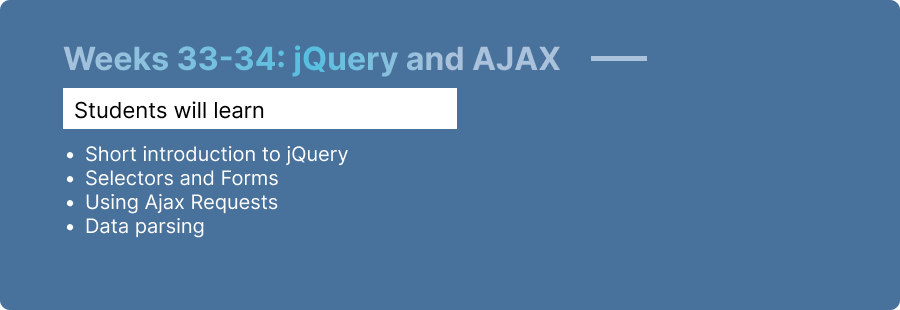 Weeks 33-34: jQuery and AJAX
Students will learn
• Short introduction to jQuery
• Selectors and Forms
• Using Ajax Requests
• Data parsing